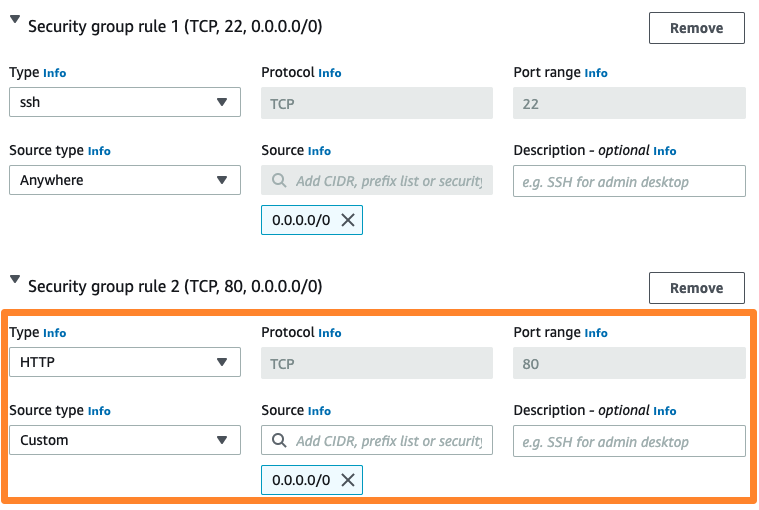 Security group rule 1 (TCP, 22, 0.0.0.0/0)
Remove
Type Info
Protocol Info
Port range Info
ssh
TCP
22
Source type Info
Source Info
Description - optional Info
Anywhere
Add CIDR, prefix list or security
e.g. SSH for admin desktop
0.0.0.0/0
Security group rule 2 (TCP, 80, 0.0.0.0/0)
Remove
Type Info
Protocol Info
Port range Info
HTTP
TCP
80
Source type Info
Source Info
Description - optional Info
Custom
Add CIDR, prefix list or security
e.g. SSH for admin desktop
0.0.0.0/0